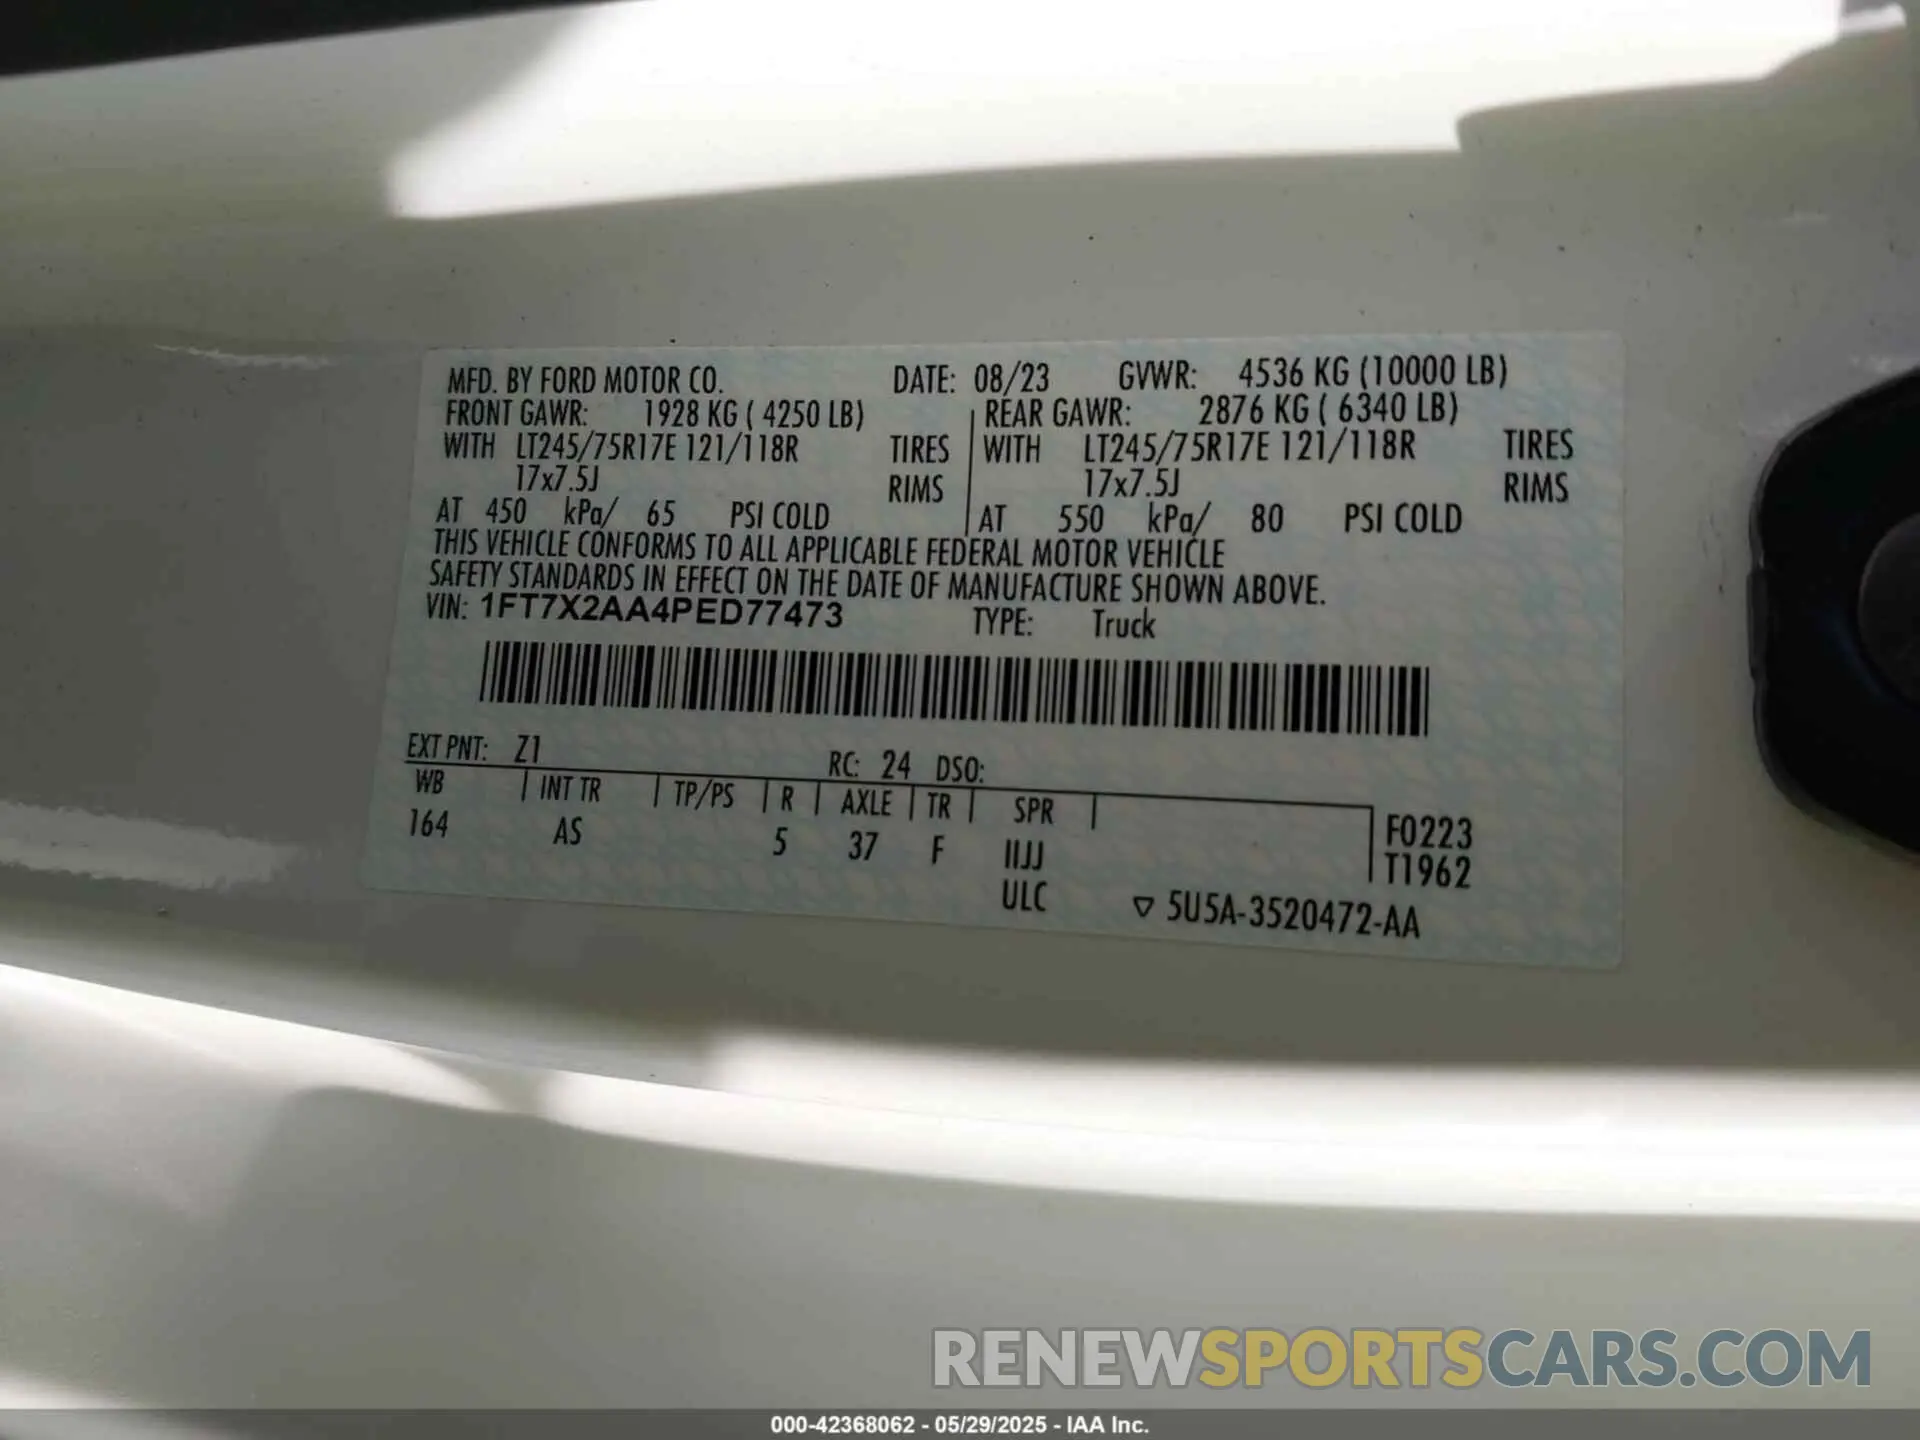 MFD. BY FORD MOTOR CO. DATE: 08/23 GVWR: 4536 KG (10000 LB)
FRONT GAWR: 1928 KG ( 4250 LB) REAR GAWR: 2876 KG ( 6340 LB)
WITH LT245/75R17E 121/118R TIRES WITH LT245/75R17E 121/118R TIRES
17x7.5J RIMS 17x7.5J RIMS
AT 450 kPa/ 65 PSI COLD AT 550 kPa/ 80 PSI COLD
THIS VEHICLE CONFORMS TO ALL APPLICABLE FEDERAL MOTOR VEHICLE
SAFETY STANDARDS IN EFFECT ON THE DATE OF MANUFACTURE SHOWN ABOVE.
VIN: 1FT7X2AA4PED77473 TYPE: Truck
EXT PNT: Z1 RC: 24 DSO:
WB INT TR TP/PS R AXLE TR SPR
164 AS 5 37 F IIJJ F0223
ULC T1962
5U5A-3520472-AA
RENEWSPORTSCARS.COM
000-42368062 - 05/29/2025 - IAA Inc.